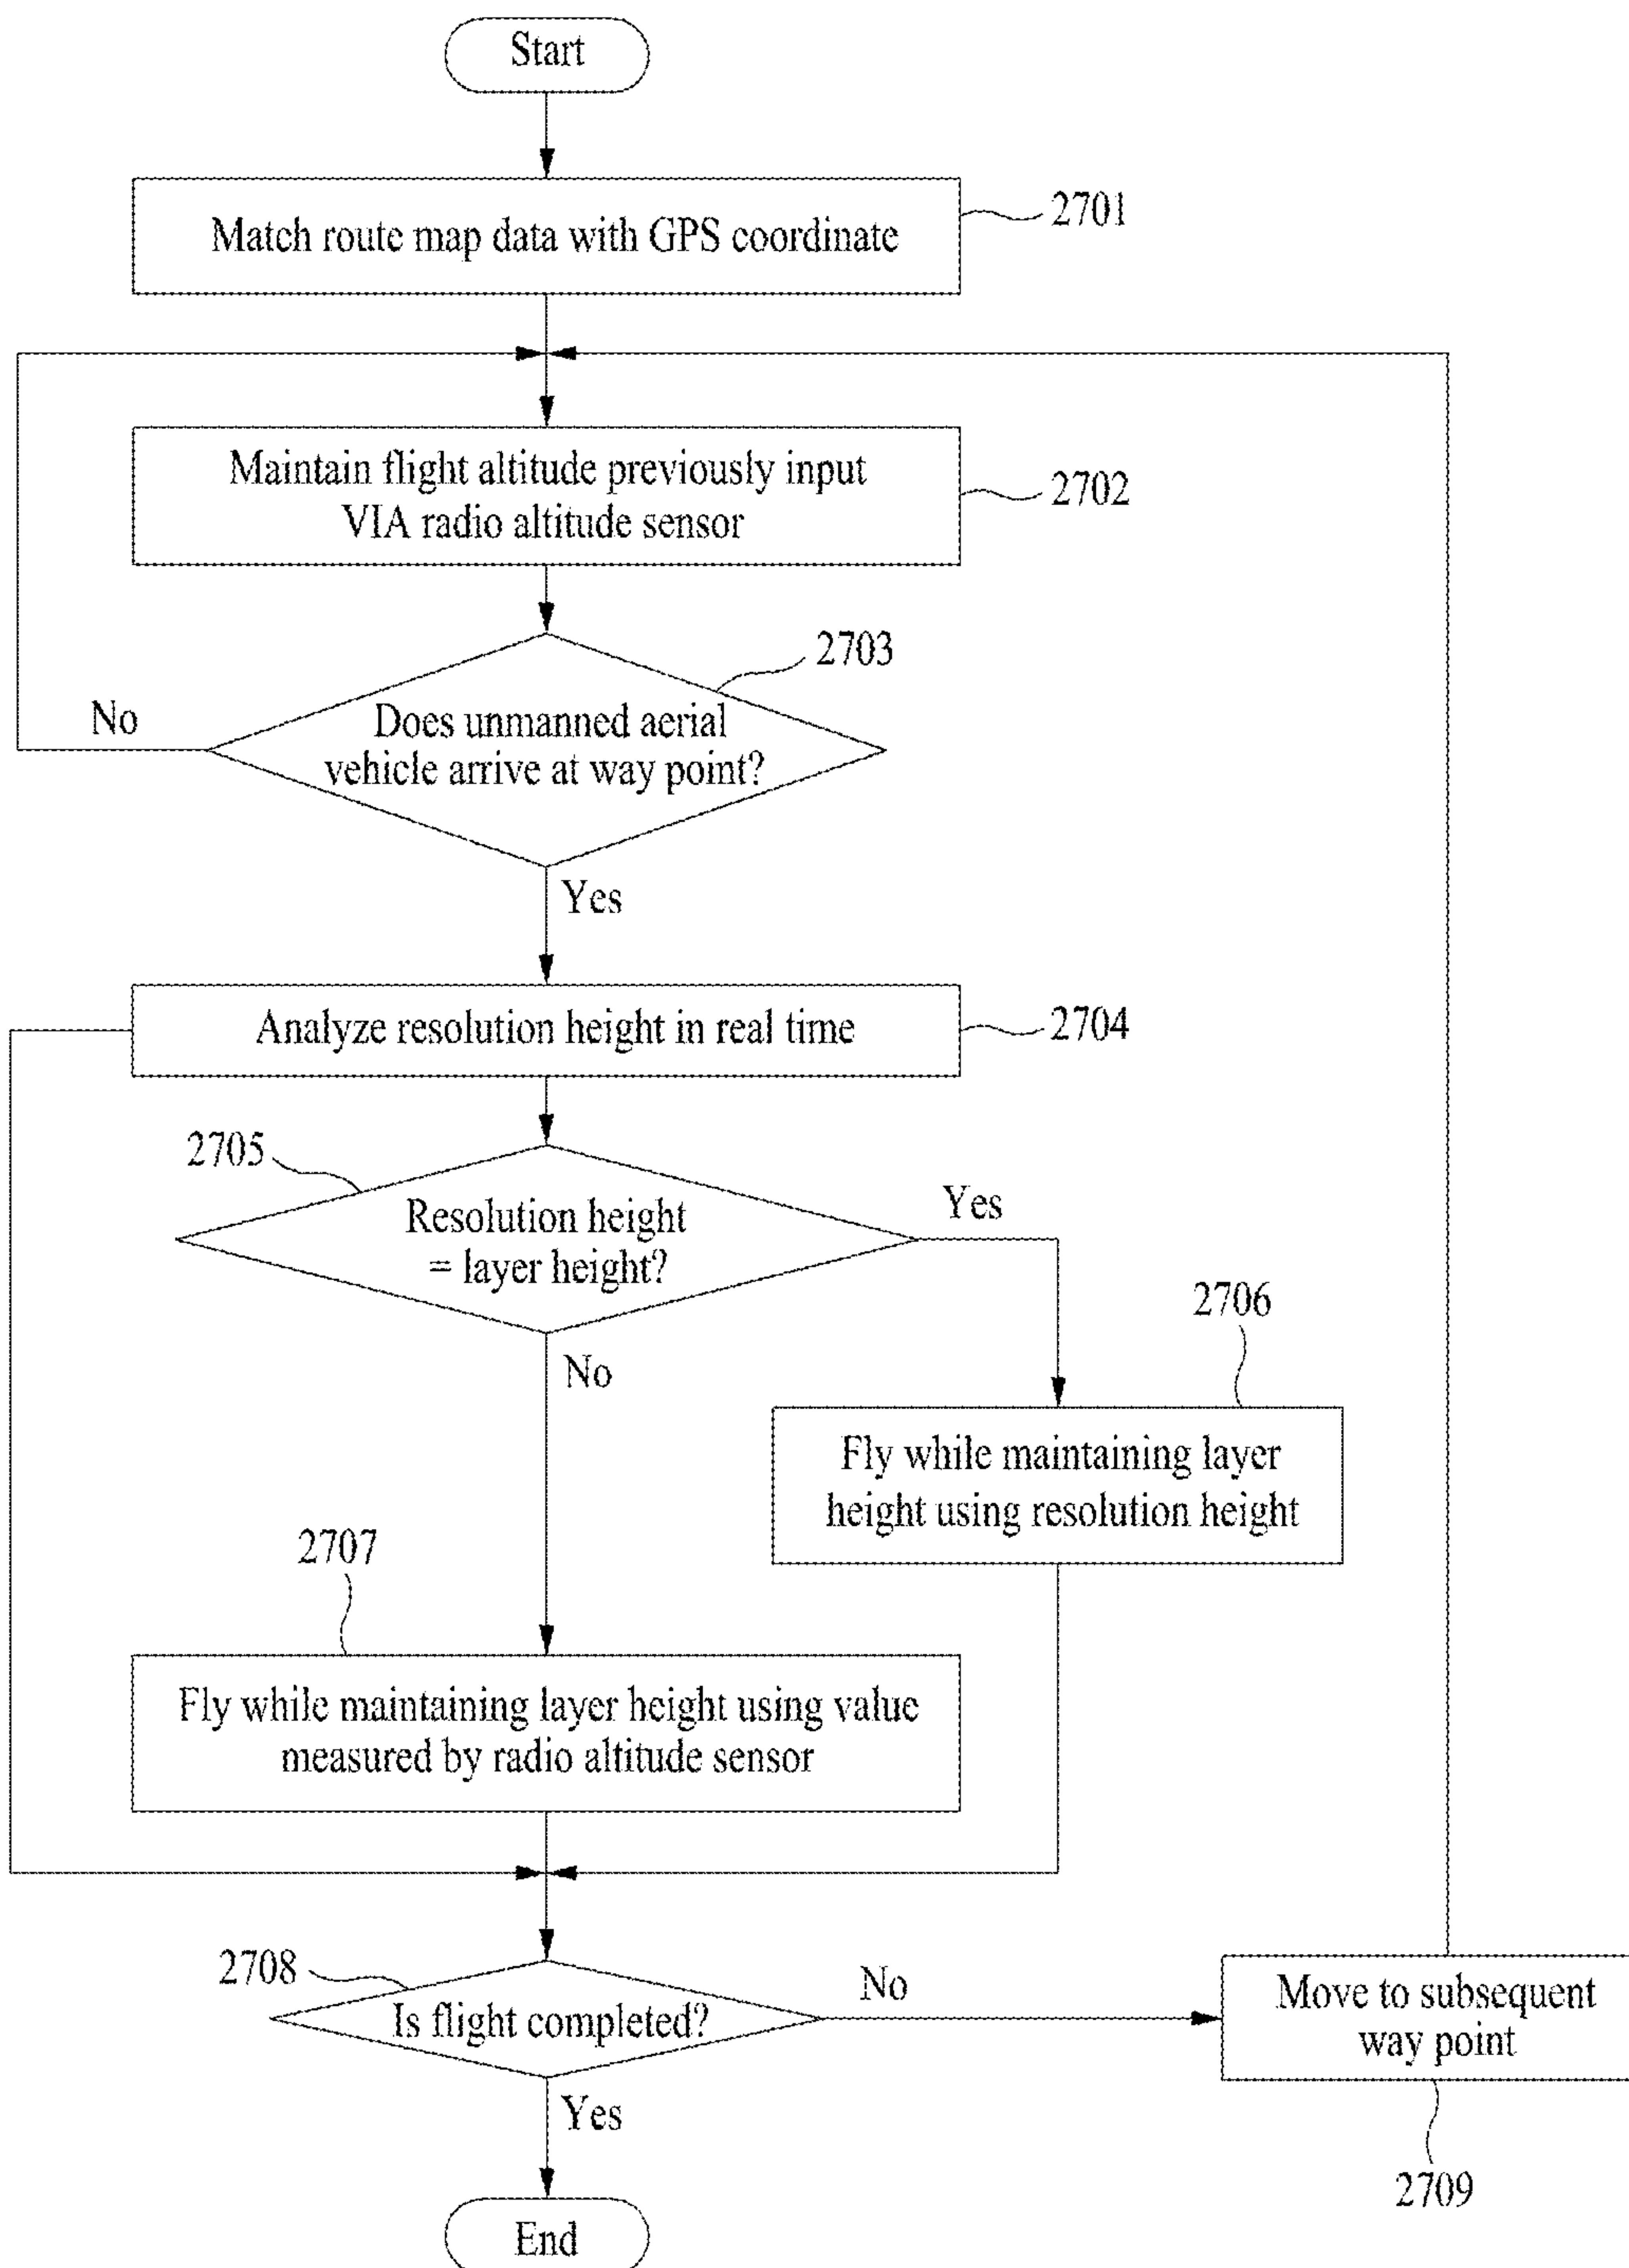 Start
Match route map data with GPS coordinate
2701
Maintain flight altitude previously input
VIA radio altitude sensor
2702
2703
Does unmanned aerial
vehicle arrive at way point?
No
Yes
Analyze resolution height in real time
2704
2705
Resolution height
= layer height?
Yes
No
2706
Fly while maintaining layer
height using resolution height
2707
Fly while maintaining layer height using value
measured by radio altitude sensor
2708
Is flight completed?
No
Move to subsequent
way point
2709
Yes
End